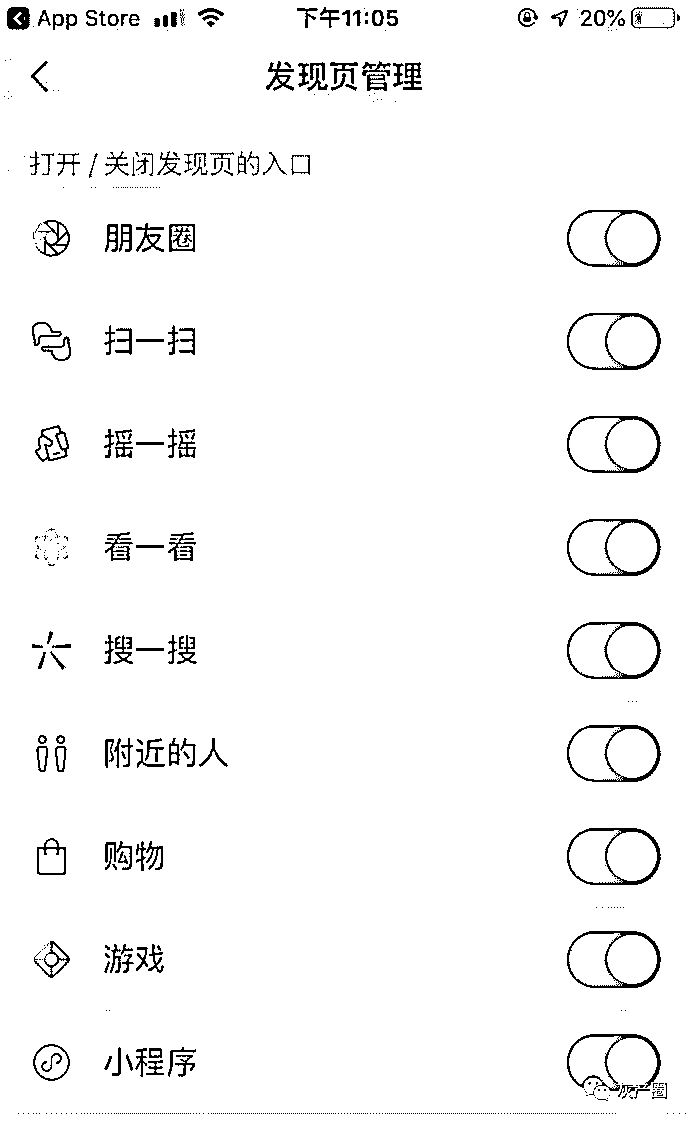 App Store 下午11:05 20%
发现页管理
打开 / 关闭发现页的入口
朋友圈
扫一扫
摇一摇
看一看
搜一搜
附近的人
购物
游戏
小程序
灰产圈